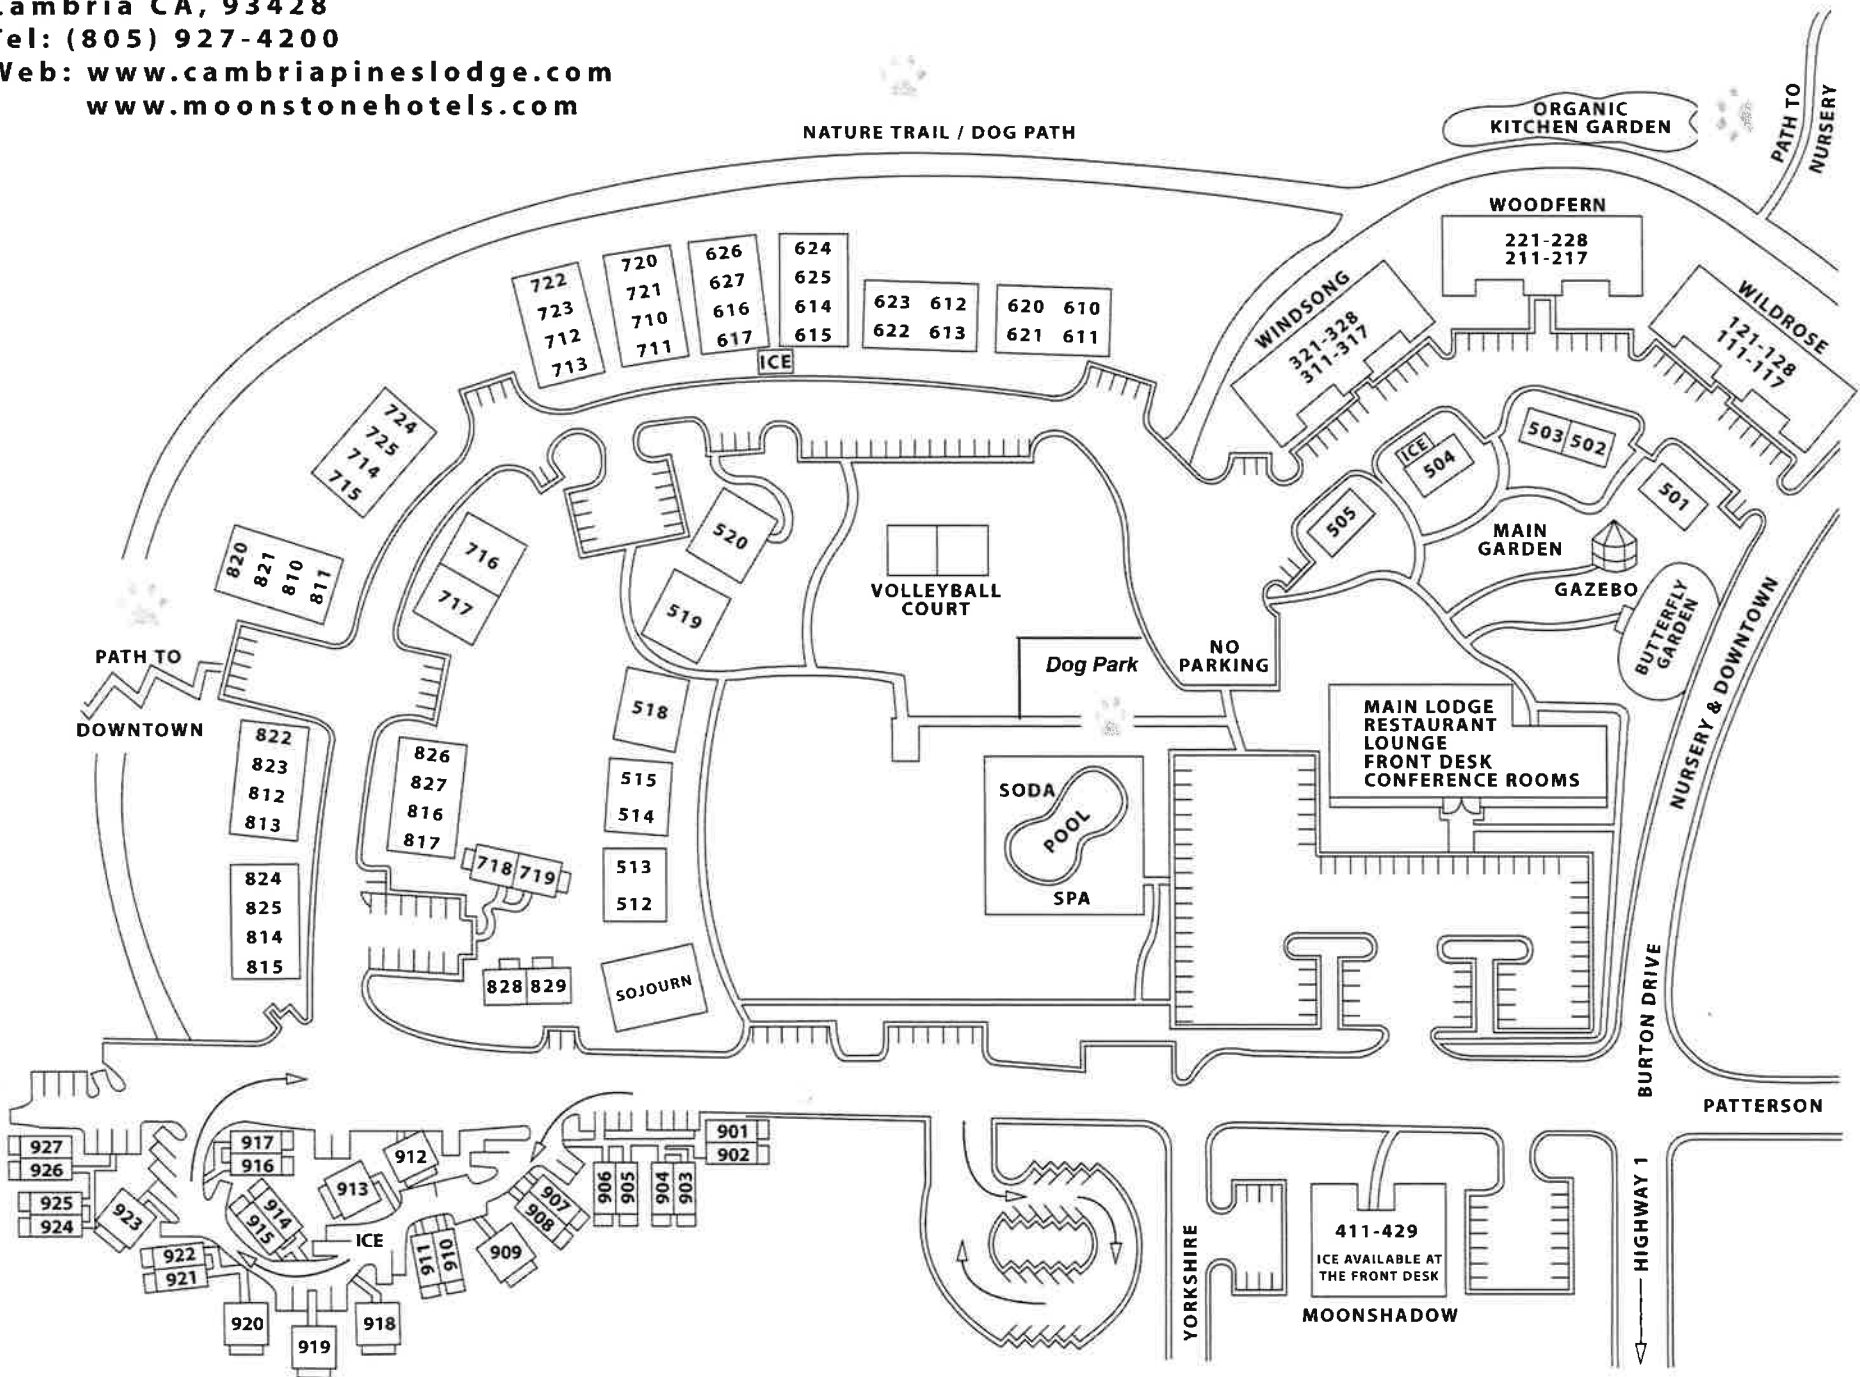 Cambria CA, 93428
Tel: (805) 927-4200
Web: www.cambriapineslodge.com
www.moonstonehotels.com
NATURE TRAIL / DOG PATH
ORGANIC
KITCHEN GARDEN
PATH TO
NURSERY
WOODFERN
221-228
211-217
WINDSONG
321-328
311-317
WILDROSE
121-128
111-117
722
723
712
713
720
721
710
711
626
627
616
617
624
625
614
615
ICE
623 612
622 613
620 610
621 611
724
725
714
715
820
821
810
811
716
717
520
519
VOLLEYBALL
COURT
Dog Park
NO
PARKING
505
ICE
504
503 502
501
MAIN
GARDEN
GAZEBO
BUTTERFLY
GARDEN
NURSERY & DOWNTOWN
PATH TO
DOWNTOWN
822
823
812
813
824
825
814
815
826
827
816
817
718 719
828 829
518
515
514
513
512
SOJOURN
SODA
POOL
SPA
MAIN LODGE
RESTAURANT
LOUNGE
FRONT DESK
CONFERENCE ROOMS
BURTON DRIVE
PATTERSON
HIGHWAY 1
YORKSHIRE
411-429
ICE AVAILABLE AT
THE FRONT DESK
MOONSHADOW
927
926
925
924
923
922
921
920
919
918
917
916
914
915
913
912
ICE
911
910
909
907
908
906
905
904
903
901
902